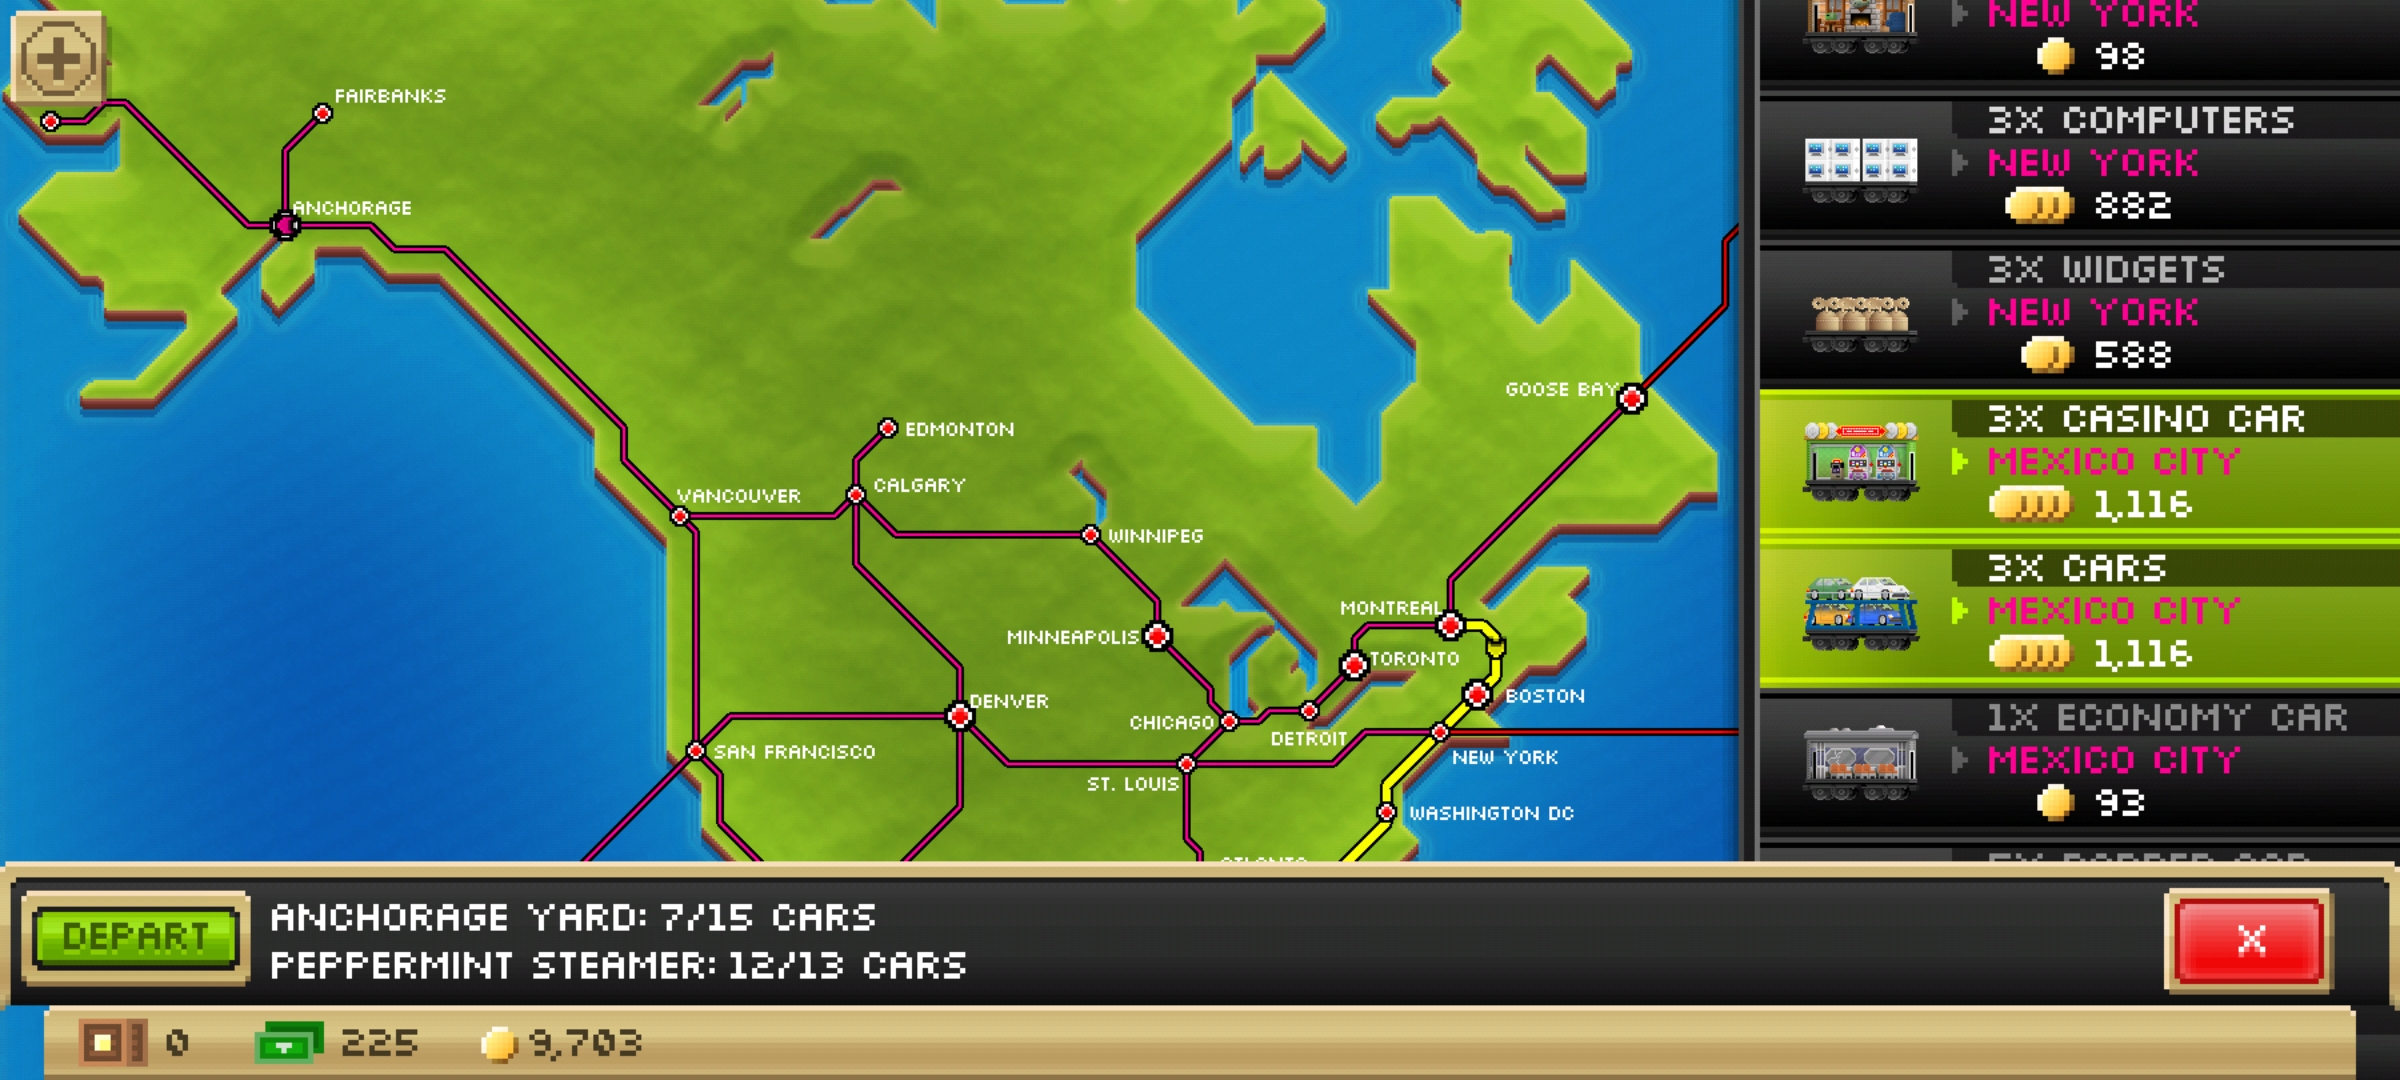 FAIRBANKS
ANCHORAGE
GOOSE BAY
EDMONTON
CALGARY
VANCOUVER
WINNIPEG
MONTREAL
MINNEAPOLIS
TORONTO
BOSTON
DENVER
CHICAGO
DETROIT
SAN FRANCISCO
NEW YORK
ST. LOUIS
WASHINGTON DC
NEW YORK
98
3X COMPUTERS
NEW YORK
882
3X WIDGETS
NEW YORK
588
3X CASINO CAR
MEXICO CITY
1,116
3X CARS
MEXICO CITY
1,116
1X ECONOMY CAR
MEXICO CITY
93
DEPART
ANCHORAGE YARD: 7/15 CARS
PEPPERMINT STEAMER: 12/13 CARS
X
0
225
9,703